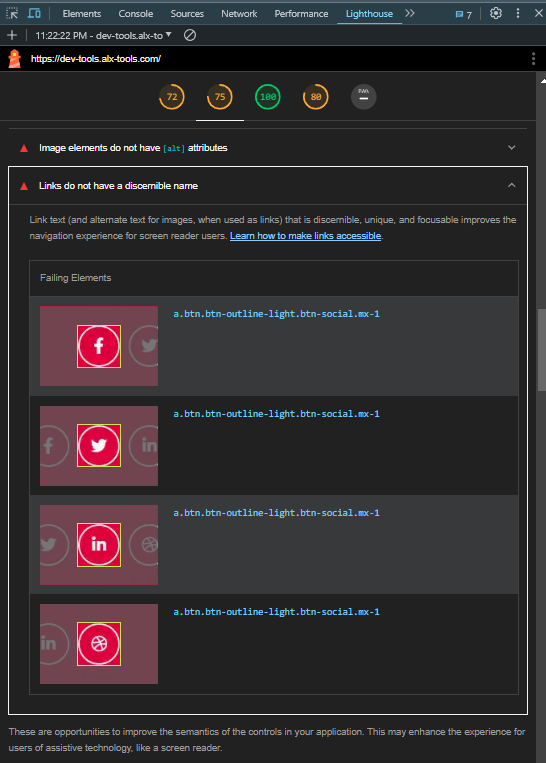 Elements Console Sources Network Performance Lighthouse 7
11:22:22 PM - dev-tools.alx-to
https://dev-tools.alx-tools.com/
72 75 100 80 PWA
Image elements do not have [alt] attributes
Links do not have a discernible name
Link text (and alternate text for images, when used as links) that is discernible, unique, and focusable improves the
navigation experience for screen reader users. Learn how to make links accessible.
Failing Elements
a.btn.btn-outline-light.btn-social.mx-1
a.btn.btn-outline-light.btn-social.mx-1
a.btn.btn-outline-light.btn-social.mx-1
a.btn.btn-outline-light.btn-social.mx-1
These are opportunities to improve the semantics of the controls in your application. This may enhance the experience for
users of assistive technology, like a screen reader.